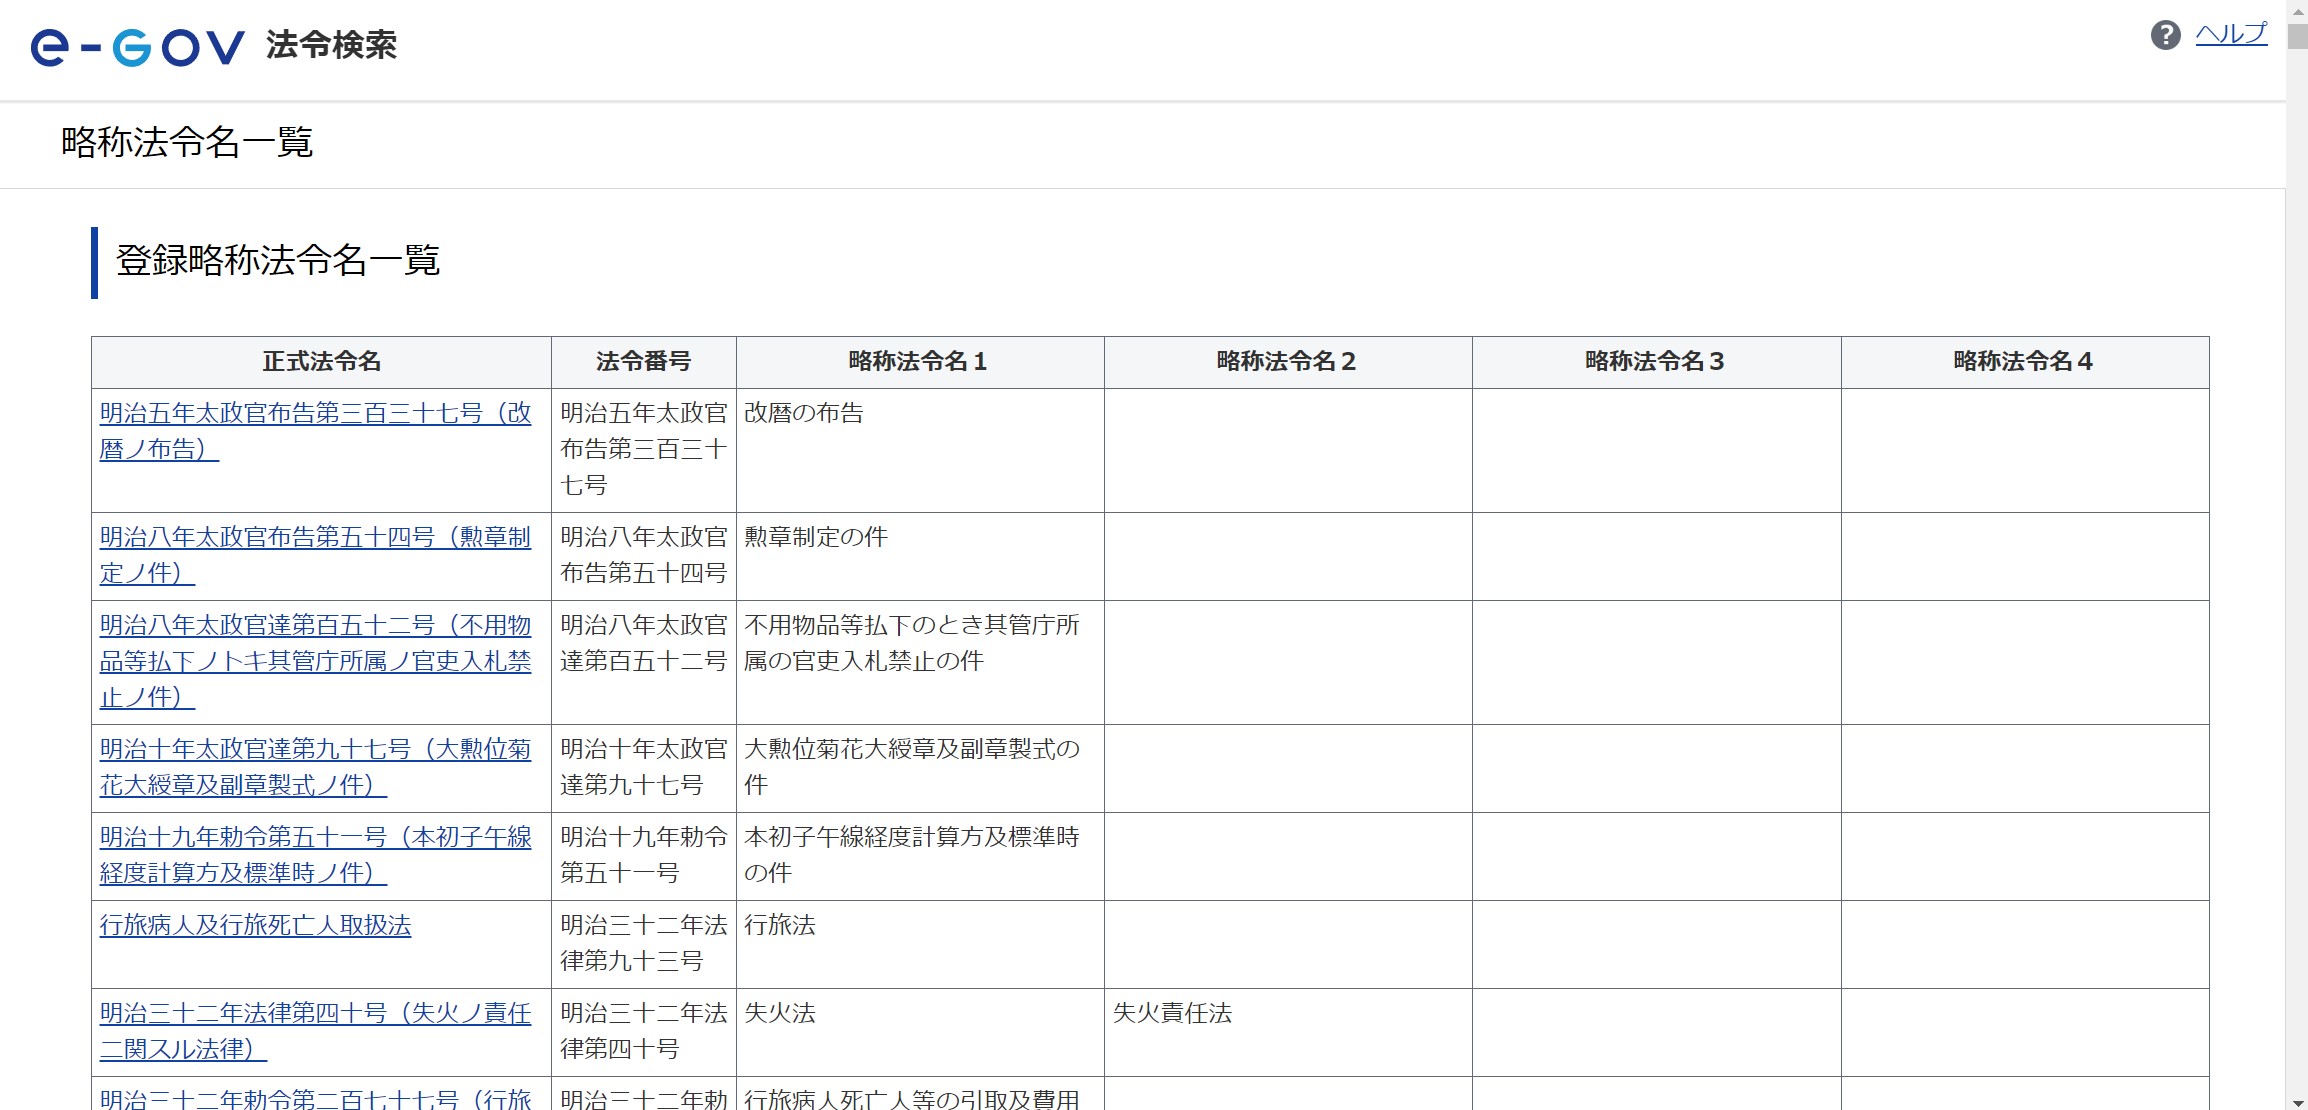 e-GOV 法令検索
ヘルプ
略称法令名一覧
登録略称法令名一覧
正式法令名 法令番号 略称法令名１ 略称法令名２ 略称法令名３ 略称法令名４
明治五年太政官布告第三百三十七号（改 明治五年太政官 改暦の布告
暦ノ布告） 布告第三百三十
七号
明治八年太政官布告第五十四号（勲章制 明治八年太政官 勲章制定の件
定ノ件） 布告第五十四号
明治八年太政官達第百五十二号（不用物 明治八年太政官 不用物品等払下のとき其管庁所
品等払下ノトキ其管庁所属ノ官吏入札禁 達第百五十二号 属の官吏入札禁止の件
止ノ件）
明治十年太政官達第九十七号（大勲位菊 明治十年太政官 大勲位菊花大綬章及副章製式の
花大綬章及副章製式ノ件） 達第九十七号 件
明治十九年勅令第五十一号（本初子午線 明治十九年勅令 本初子午線経度計算方及標準時
経度計算方及標準時ノ件） 第五十一号 の件
行旅病人及行旅死亡人取扱法 明治三十二年法 行旅法
律第九十三号
明治三十二年法律第四十号（失火ノ責任 明治三十二年法 失火法 失火責任法
ニ関スル法律） 律第四十号
明治三十二年勅令第二百七十七号（行旅 明治三十二年勅 行旅病人死亡人等の引取及費用